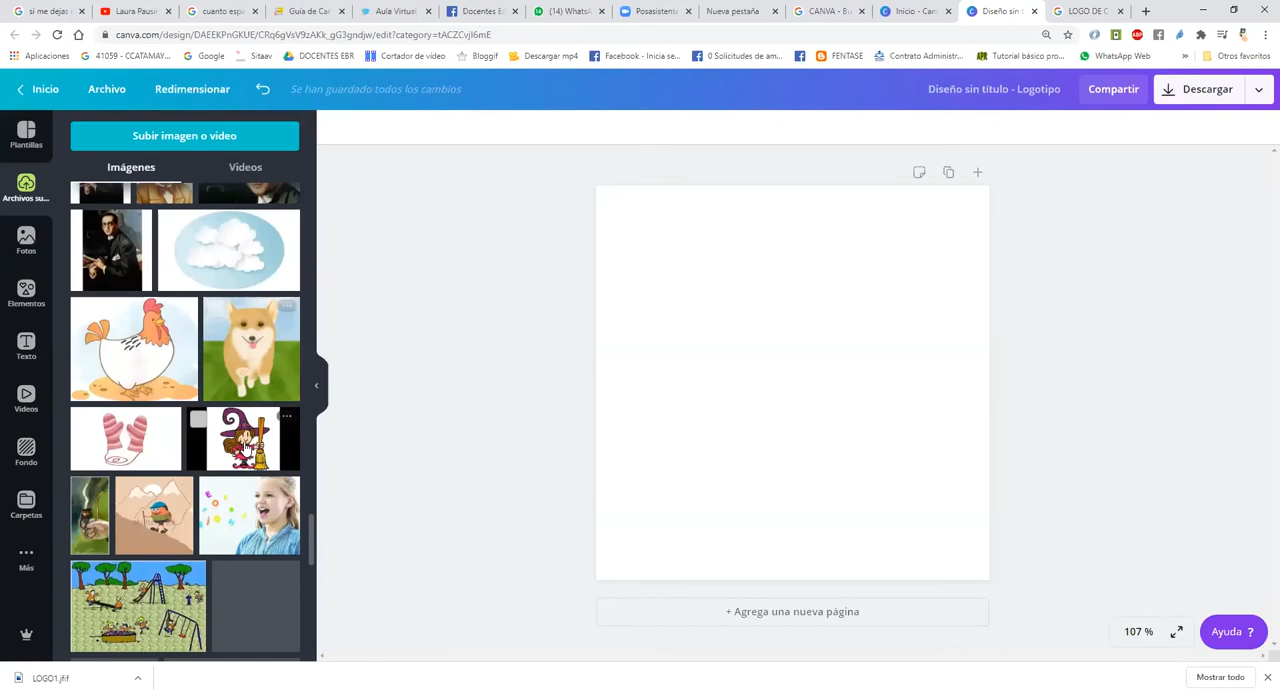 si me dejas
Laura Pausin
cuanto espa
Guía de Car
Aula Virtual
Docentes Es
(14) WhatsA
Posasistente
Nueva pestaña
CANVA - Bu
Inicio - Can
Diseño sin t
LOGO DE C
canva.com/design/DAEEKPnGKUE/CRq6gVsV9zAKk_gG3gndjw/edit?category=tACZCvjI6mE
Aplicaciones
41059 - CCATAMAY...
Google
Sitaav
DOCENTES EBR
Cortador de vídeo
Bloggif
Descargar mp4
Facebook - Inicia se...
0 Solicitudes de am...
FENTASE
Contrato Administr...
Tutorial básico pro...
WhatsApp Web
»
Otros favoritos
Inicio
Archivo
Redimensionar
Se han guardado todos los cambios
Diseño sin título - Logotipo
Compartir
Descargar
Plantillas
Archivos su...
Fotos
Elementos
Texto
Videos
Fondo
Carpetas
Más
Subir imagen o video
Imágenes
Videos
+ Agrega una nueva página
107 %
Ayuda ?
LOGO1.jfif
Mostrar todo